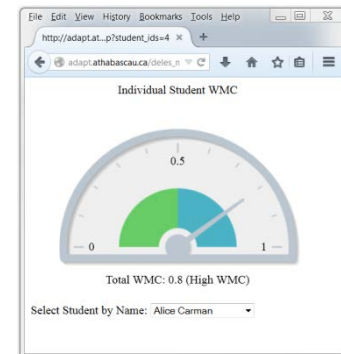 File Edit View History Bookmarks Tools Help
http://adapt.at...p?student_ids=4 × +
adapt.athabascau.ca/deles_n
Individual Student WMC
0.5
0 1
Total WMC: 0.8 (High WMC)
Select Student by Name: Alice Carman